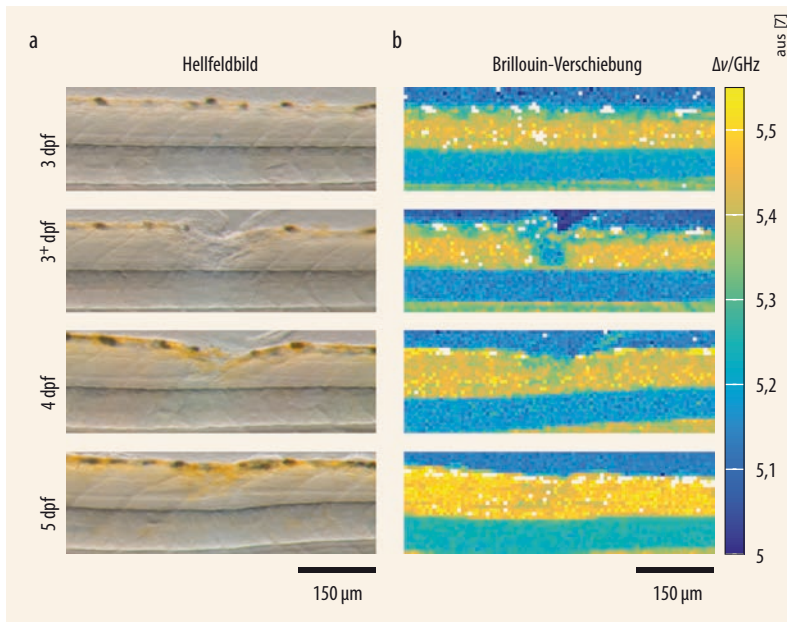 a
b
aus [7]
Hellfeldbild
Brillouin-Verschiebung
Δν/GHz
3 dpf
3⁺ dpf
4 dpf
5 dpf
5,5
5,4
5,3
5,2
5,1
5
150 µm
150 µm